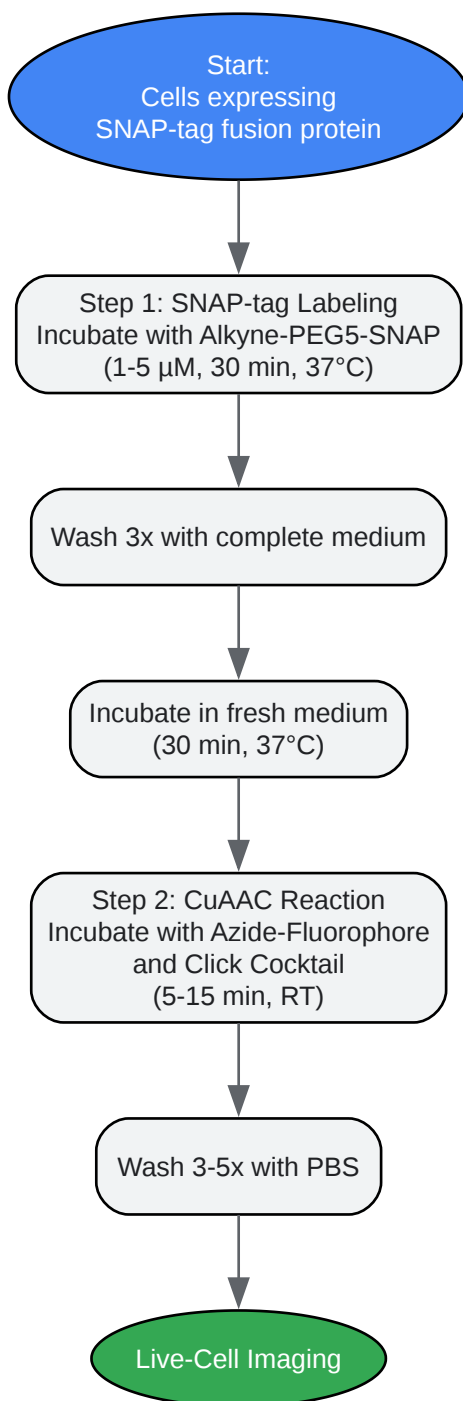 Start:
Cells expressing
SNAP-tag fusion protein
Step 1: SNAP-tag Labeling
Incubate with Alkyne-PEG5-SNAP
(1-5 µM, 30 min, 37°C)
Wash 3x with complete medium
Incubate in fresh medium
(30 min, 37°C)
Step 2: CuAAC Reaction
Incubate with Azide-Fluorophore
and Click Cocktail
(5-15 min, RT)
Wash 3-5x with PBS
Live-Cell Imaging